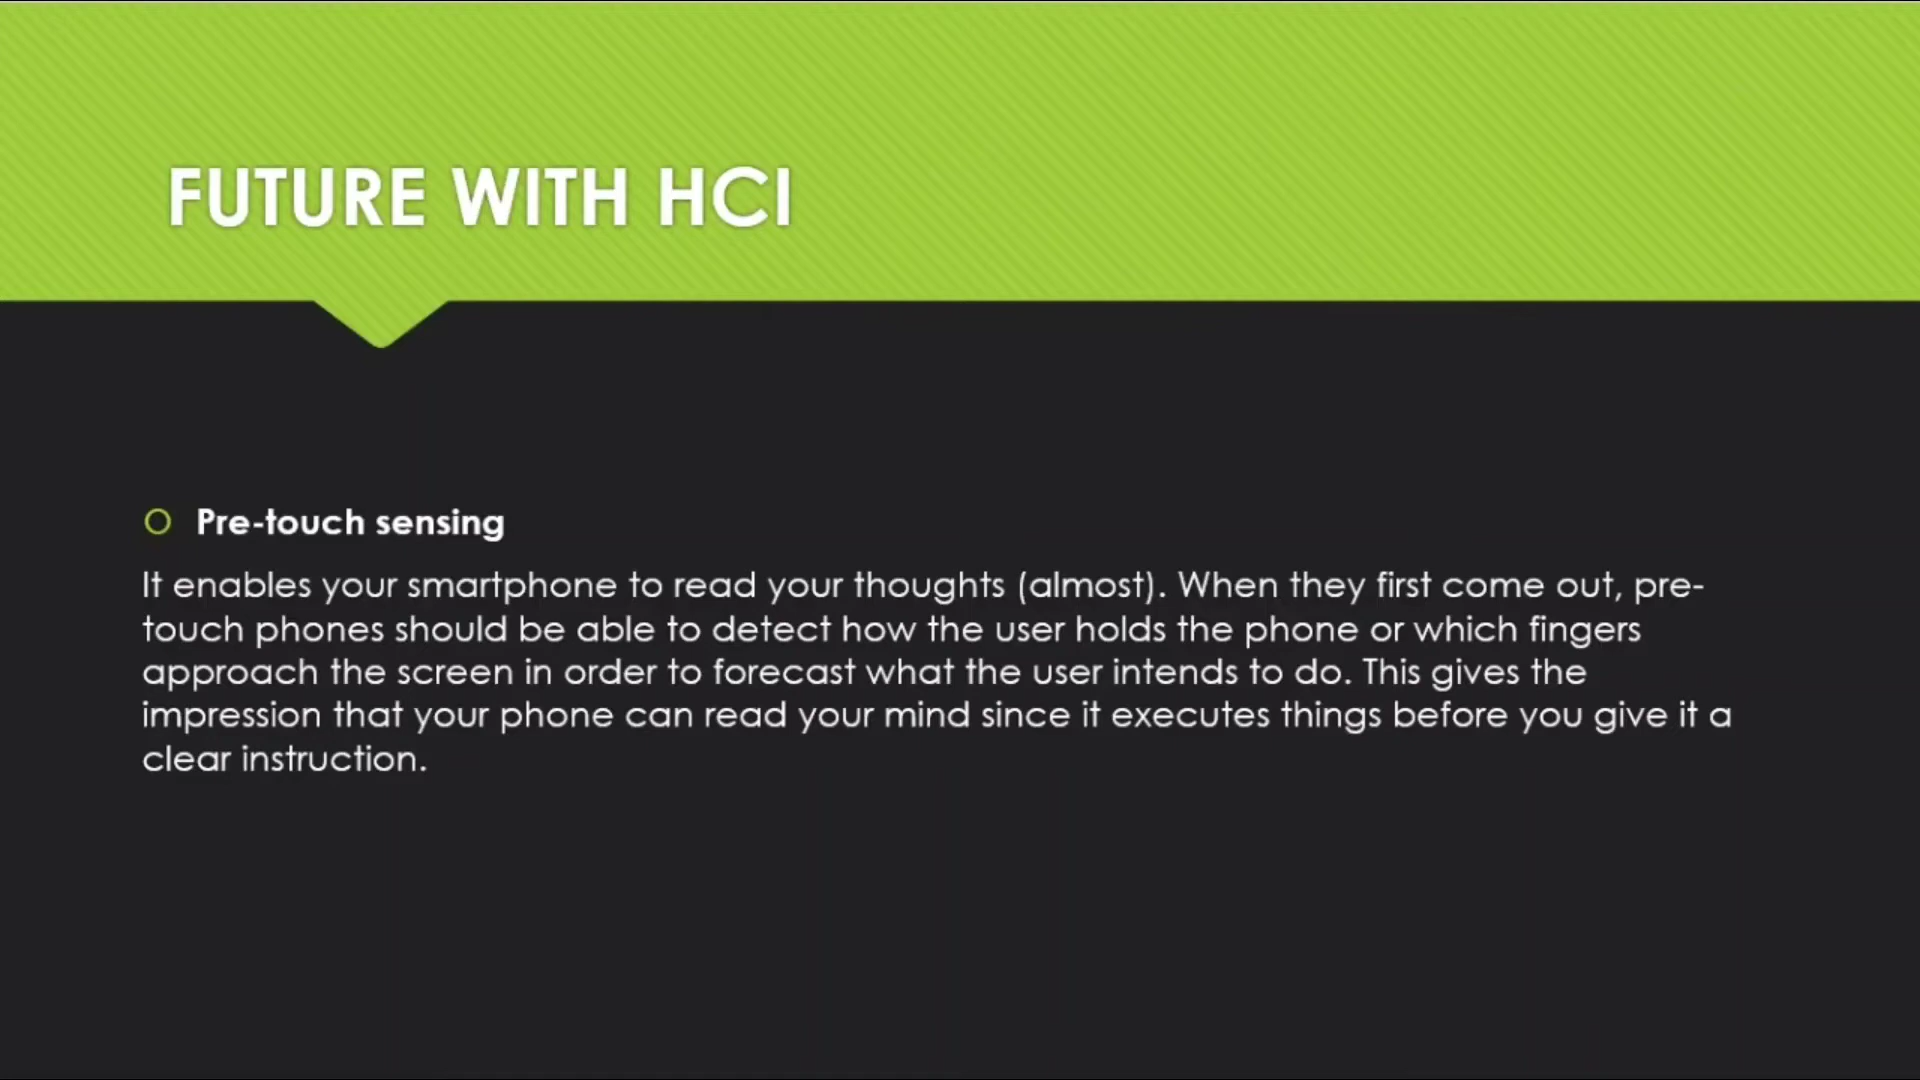 FUTURE WITH HCI
Pre-touch sensing
It enables your smartphone to read your thoughts (almost). When they first come out, pre-
touch phones should be able to detect how the user holds the phone or which fingers
approach the screen in order to forecast what the user intends to do. This gives the
impression that your phone can read your mind since it executes things before you give it a
clear instruction.